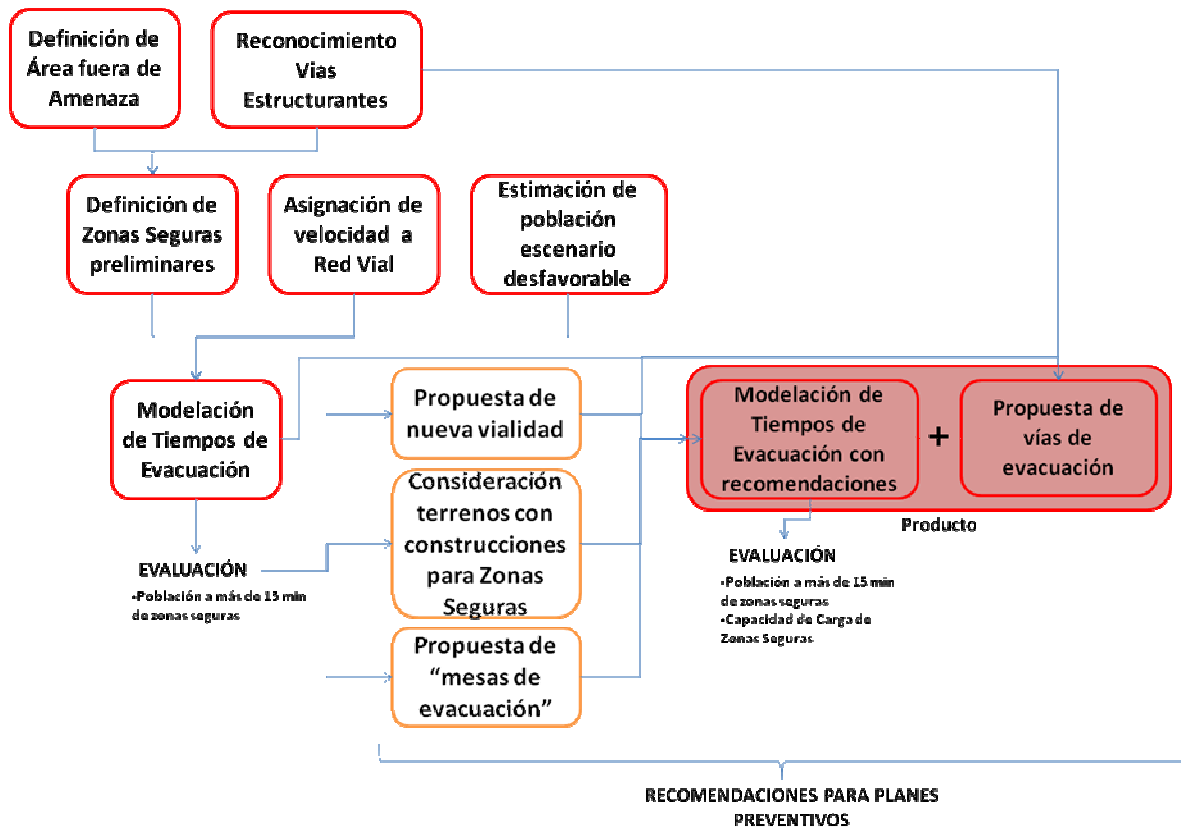 Definición de
Área fuera de
Amenaza
Reconocimiento
Vias
Estructurantes
Definición de
Zonas Seguras
preliminares
Asignación de
velocidad a
Red Vial
Estimación de
población
escenario
desfavorable
Modelación
de Tiempos de
Evacuación
Propuesta de
nueva vialidad
Consideración
terrenos con
construcciones
para Zonas
Seguras
Propuesta de
“mesas de
evacuación”
Modelación de
Tiempos de
Evacuación con
recomendaciones
+
Propuesta de
vías de
evacuación
Producto
EVALUACIÓN
•Población a más de 15 min
de zonas seguras
EVALUACIÓN
•Población a más de 15 min
de zonas seguras
•Capacidad de Carga de
Zonas Seguras
RECOMENDACIONES PARA PLANES
PREVENTIVOS